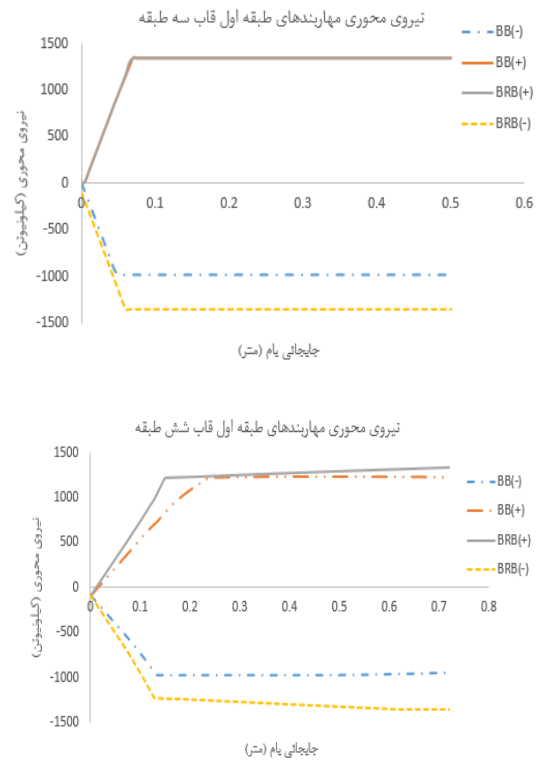 نیروی محوری مهاربندهای طبقه اول قاب سه طبقه
1500
1000
500
0
-500
-1000
-1500
0 0.1 0.2 0.3 0.4 0.5 0.6
نیروی محوری (کیلونیوتن)
جابجائی بام (متر)
BB(-)
BB(+)
BRB(+)
BRB(-)
نیروی محوری مهاربندهای طبقه اول قاب شش طبقه
1500
1000
500
0
-500
-1000
-1500
0 0.1 0.2 0.3 0.4 0.5 0.6 0.7 0.8
نیروی محوری (کیلونیوتن)
جابجائی بام (متر)
BB(-)
BB(+)
BRB(+)
BRB(-)